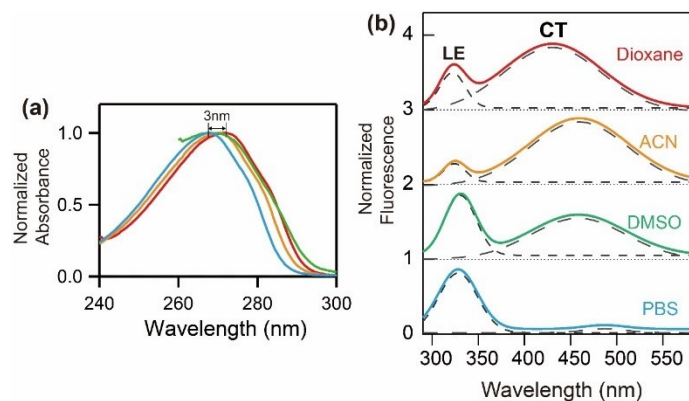 (a)
3nm
Normalized
Absorbance
1.0
0.5
0.0
240
260
280
300
Wavelength (nm)
(b)
LE
CT
Normalized
Fluorescence
4
3
2
1
0
Dioxane
ACN
DMSO
PBS
300
350
400
450
500
550
Wavelength (nm)